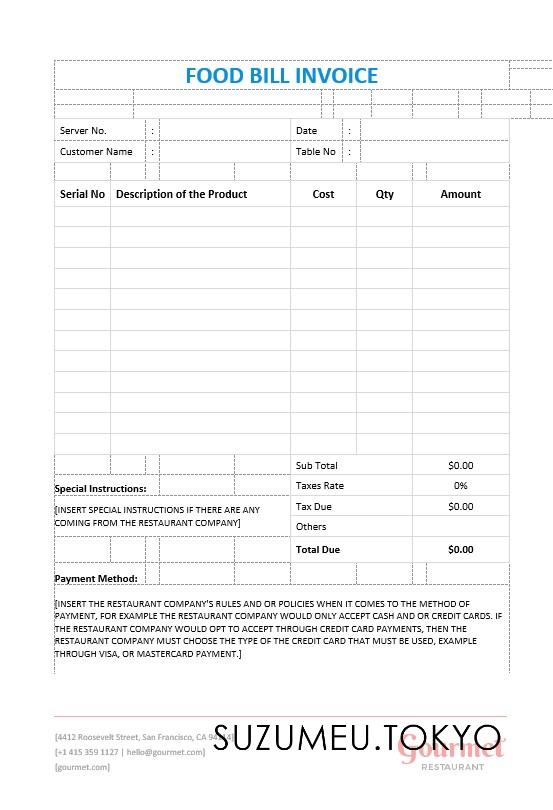 FOOD BILL INVOICE
Server No. :
Date :
Customer Name :
Table No :
Serial No Description of the Product Cost Qty Amount
Sub Total $0.00
Special Instructions:
Taxes Rate 0%
[INSERT SPECIAL INSTRUCTIONS IF THERE ARE ANY
COMING FROM THE RESTAURANT COMPANY]
Tax Due $0.00
Others
Total Due $0.00
Payment Method:
[INSERT THE RESTAURANT COMPANY'S RULES AND OR POLICIES WHEN IT COMES TO THE METHOD OF
PAYMENT, FOR EXAMPLE THE RESTAURANT COMPANY WOULD ONLY ACCEPT CASH AND OR CREDIT CARDS. IF
THE RESTAURANT COMPANY WOULD OPT TO ACCEPT THROUGH CREDIT CARD PAYMENTS, THEN THE
RESTAURANT COMPANY MUST CHOOSE THE TYPE OF THE CREDIT CARD THAT MUST BE USED, EXAMPLE
THROUGH VISA, OR MASTERCARD PAYMENT.]
[4412 Roosevelt Street, San Francisco, CA
SUZUMEU.TOKYO
[+1 415 359 1127 | hello@gourmet.com]
Gourmet
[gourmet.com]
RESTAURANT